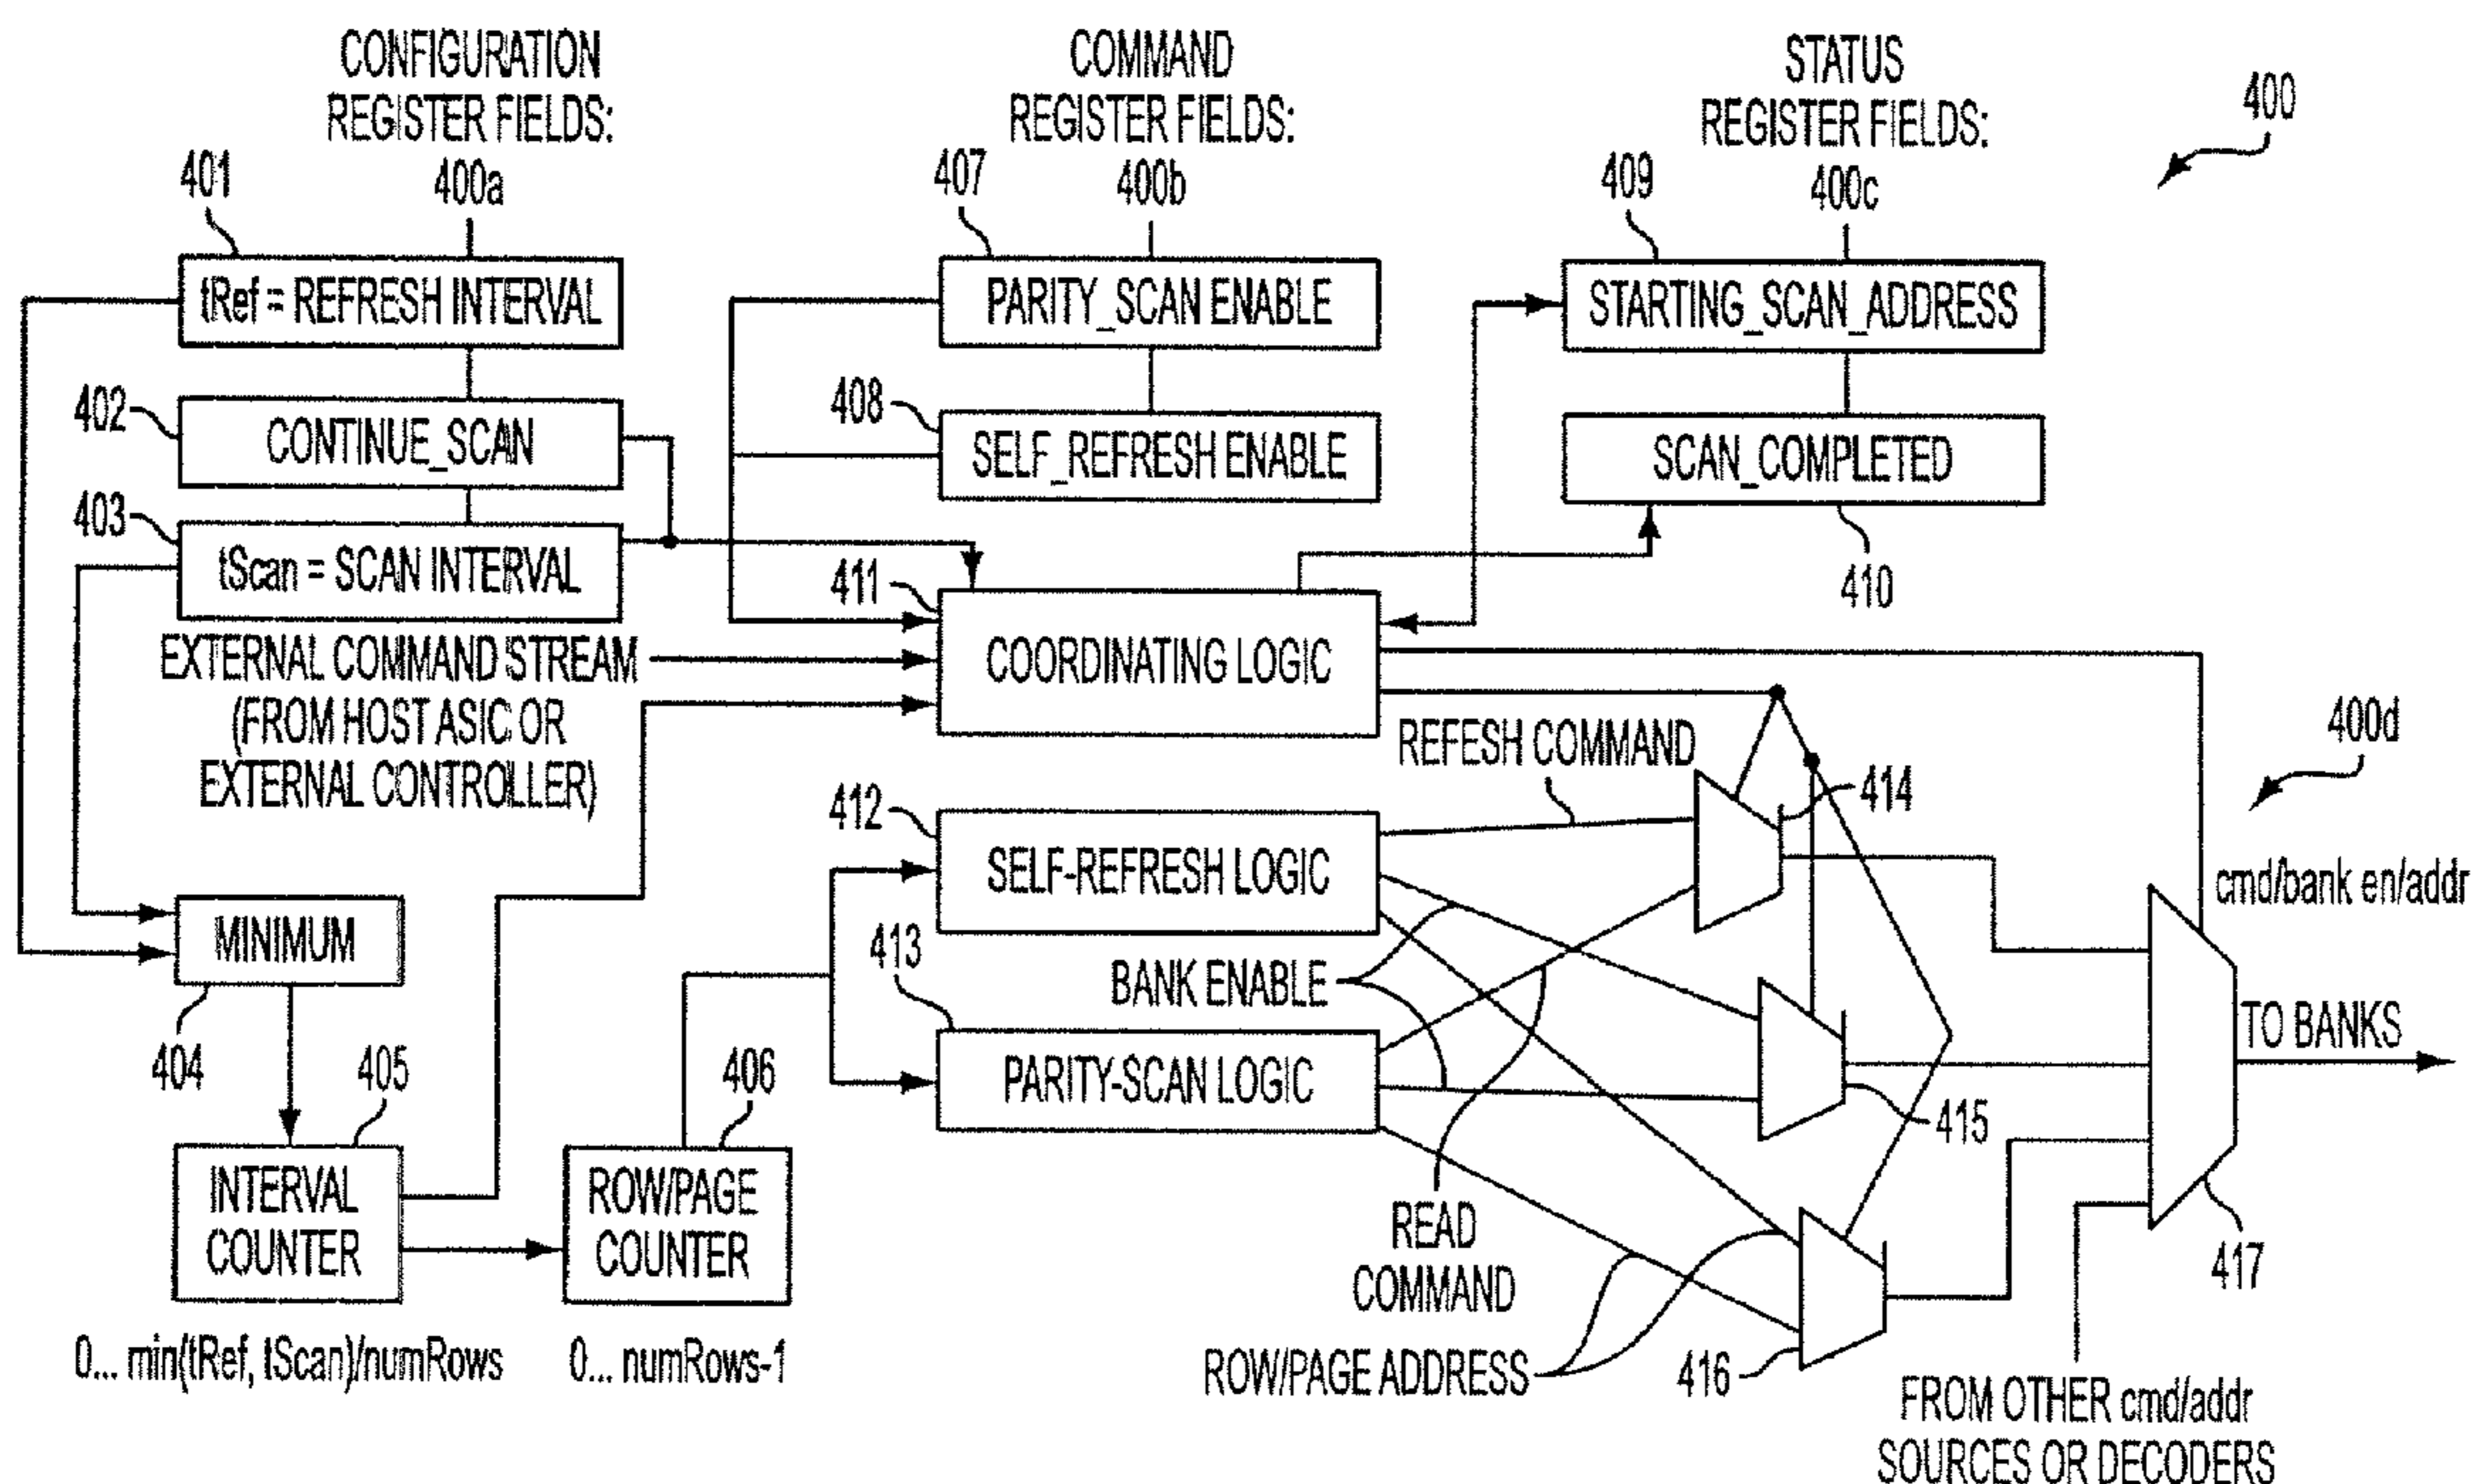 CONFIGURATION
REGISTER FIELDS:
400a
COMMAND
REGISTER FIELDS:
400b
STATUS
REGISTER FIELDS:
400c
400
401
tRef = REFRESH INTERVAL
407
PARITY_SCAN ENABLE
409
STARTING_SCAN_ADDRESS
402
CONTINUE_SCAN
408
SELF_REFRESH ENABLE
SCAN_COMPLETED
410
403
tScan = SCAN INTERVAL
411
COORDINATING LOGIC
EXTERNAL COMMAND STREAM
(FROM HOST ASIC OR
EXTERNAL CONTROLLER)
REFESH COMMAND
400d
412
SELF-REFRESH LOGIC
414
cmd/bank en/addr
MINIMUM
404
413
BANK ENABLE
PARITY-SCAN LOGIC
415
TO BANKS
405
INTERVAL
COUNTER
406
ROW/PAGE
COUNTER
READ
COMMAND
417
0... min(tRef, tScan)/numRows
0... numRows-1
ROW/PAGE ADDRESS
416
FROM OTHER cmd/addr
SOURCES OR DECODERS